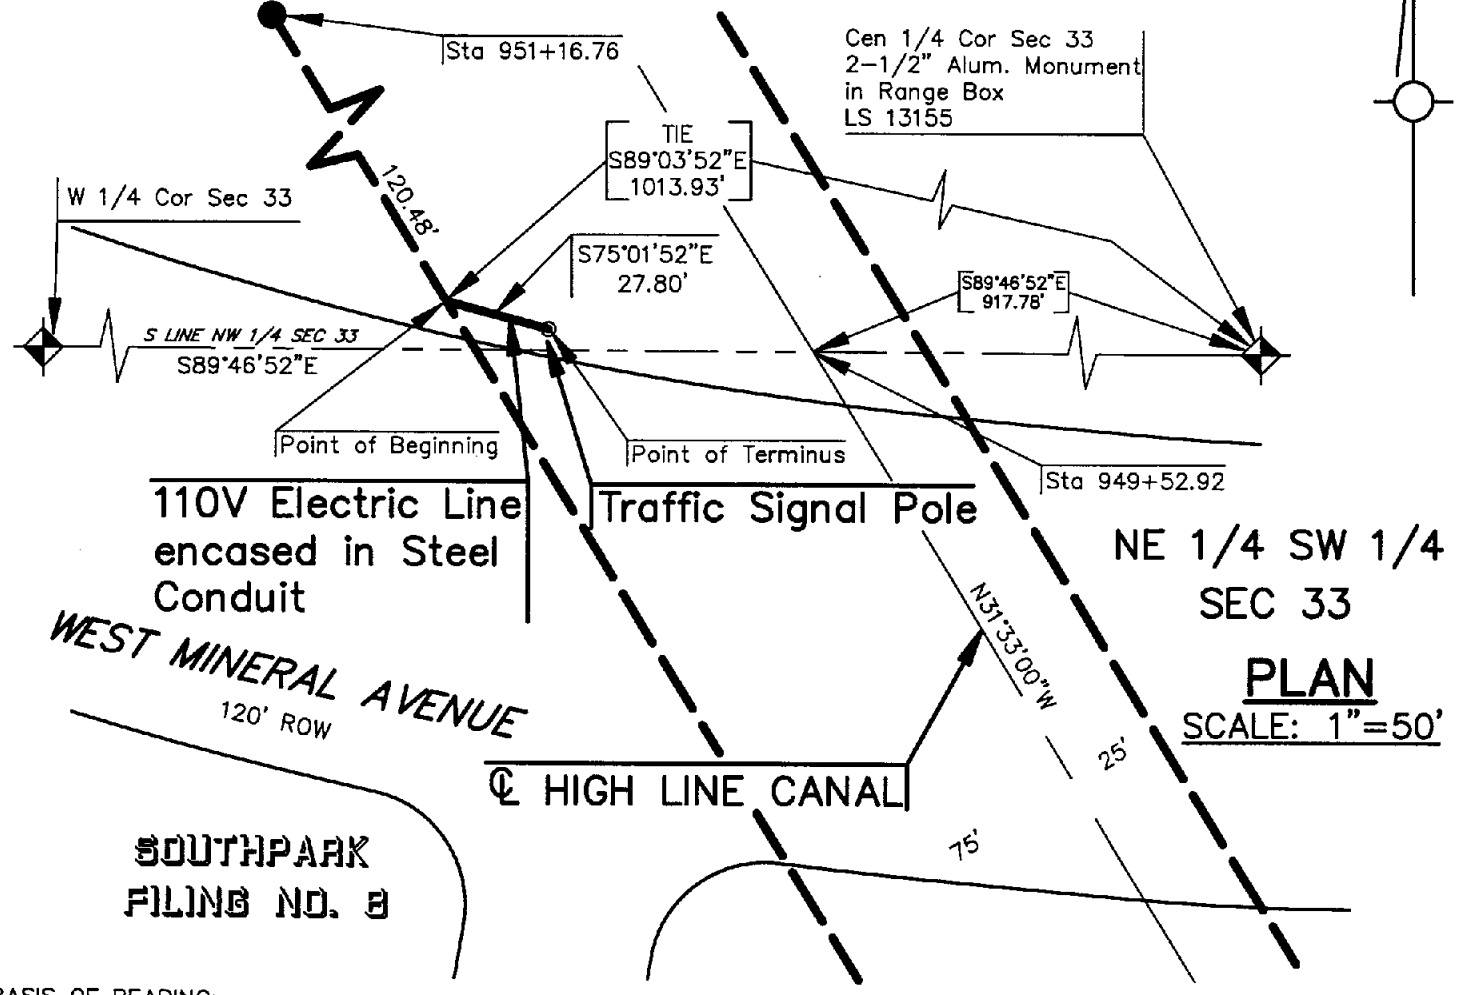 Sta 951+16.76
Cen 1/4 Cor Sec 33
2-1/2" Alum. Monument
in Range Box
LS 13155
TIE
S89°03'52"E
1013.93'
W 1/4 Cor Sec 33
120.48'
S75°01'52"E
27.80'
S89°46'52"E
917.78'
S LINE NW 1/4 SEC 33
S89°46'52"E
Point of Beginning
Point of Terminus
Sta 949+52.92
110V Electric Line
encased in Steel
Conduit
Traffic Signal Pole
NE 1/4 SW 1/4
SEC 33
N31°33'00"W
WEST MINERAL AVENUE
120' ROW
PLAN
SCALE: 1"=50'
25'
℄ HIGH LINE CANAL
75'
SOUTHPARK
FILING NO. 8
BASIS OF BEARING: